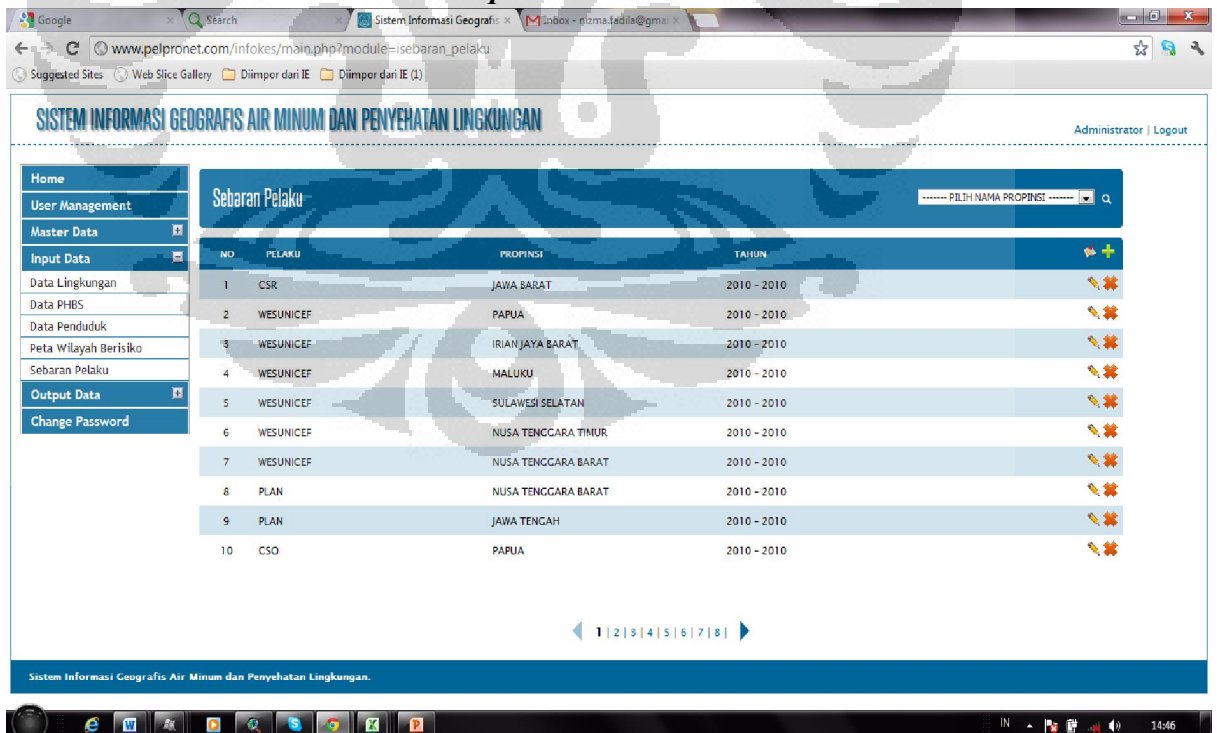 Google
Search
Sistem Informasi Geografis
Inbox - nizma.fadila@gmai
www.pelpronet.com/infokes/main.php?module=isebaran_pelaku
Suggested Sites Web Slice Gallery Diimpor dari IE Diimpor dari IE (1)
SISTEM INFORMASI GEOGRAFIS AIR MINUM DAN PENYEHATAN LINGKUNGAN
Administrator | Logout
Home
User Management
Master Data
Input Data
Data Lingkungan
Data PHBS
Data Penduduk
Peta Wilayah Berisiko
Sebaran Pelaku
Output Data
Change Password
Sebaran Pelaku
------- PILIH NAMA PROPINSI -------
NO PELAKU PROPINSI TAHUN
1 CSR JAWA BARAT 2010 - 2010
2 WESUNICEF PAPUA 2010 - 2010
3 WESUNICEF IRIAN JAYA BARAT 2010 - 2010
4 WESUNICEF MALUKU 2010 - 2010
5 WESUNICEF SULAWESI SELATAN 2010 - 2010
6 WESUNICEF NUSA TENGGARA TIMUR 2010 - 2010
7 WESUNICEF NUSA TENGGARA BARAT 2010 - 2010
8 PLAN NUSA TENGGARA BARAT 2010 - 2010
9 PLAN JAWA TENGAH 2010 - 2010
10 CSO PAPUA 2010 - 2010
1 | 2 | 3 | 4 | 5 | 6 | 7 | 8 |
Sistem Informasi Geografis Air Minum dan Penyehatan Lingkungan.
IN 14:46